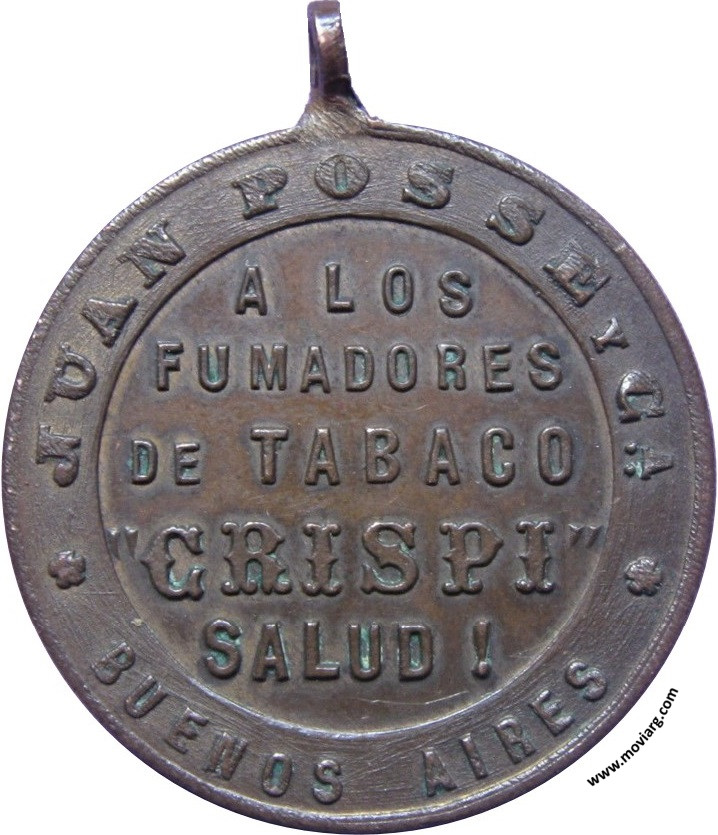 JUAN POSSE Y CA
A LOS
FUMADORES
DE TABACO
"CRISPI"
SALUD !
BUENOS AIRES
www.moviarg.com